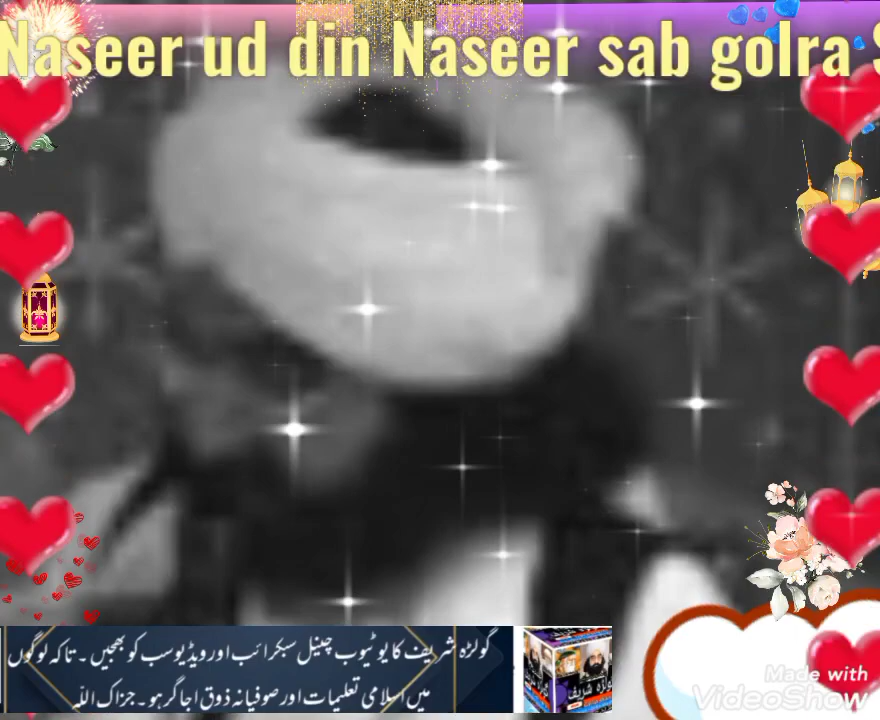 Naseer ud din Naseer sab golra
گولڑہ شریف کا یوٹیوب چینل سبکرائب اور ویڈیو سب کو بھیجیں ۔ تاکہ لوگوں
میں اسلامی تعلیمات اور صوفیانہ ذوق اجاگر ہو ۔ جزاک اللہ
Made with
VideoShow